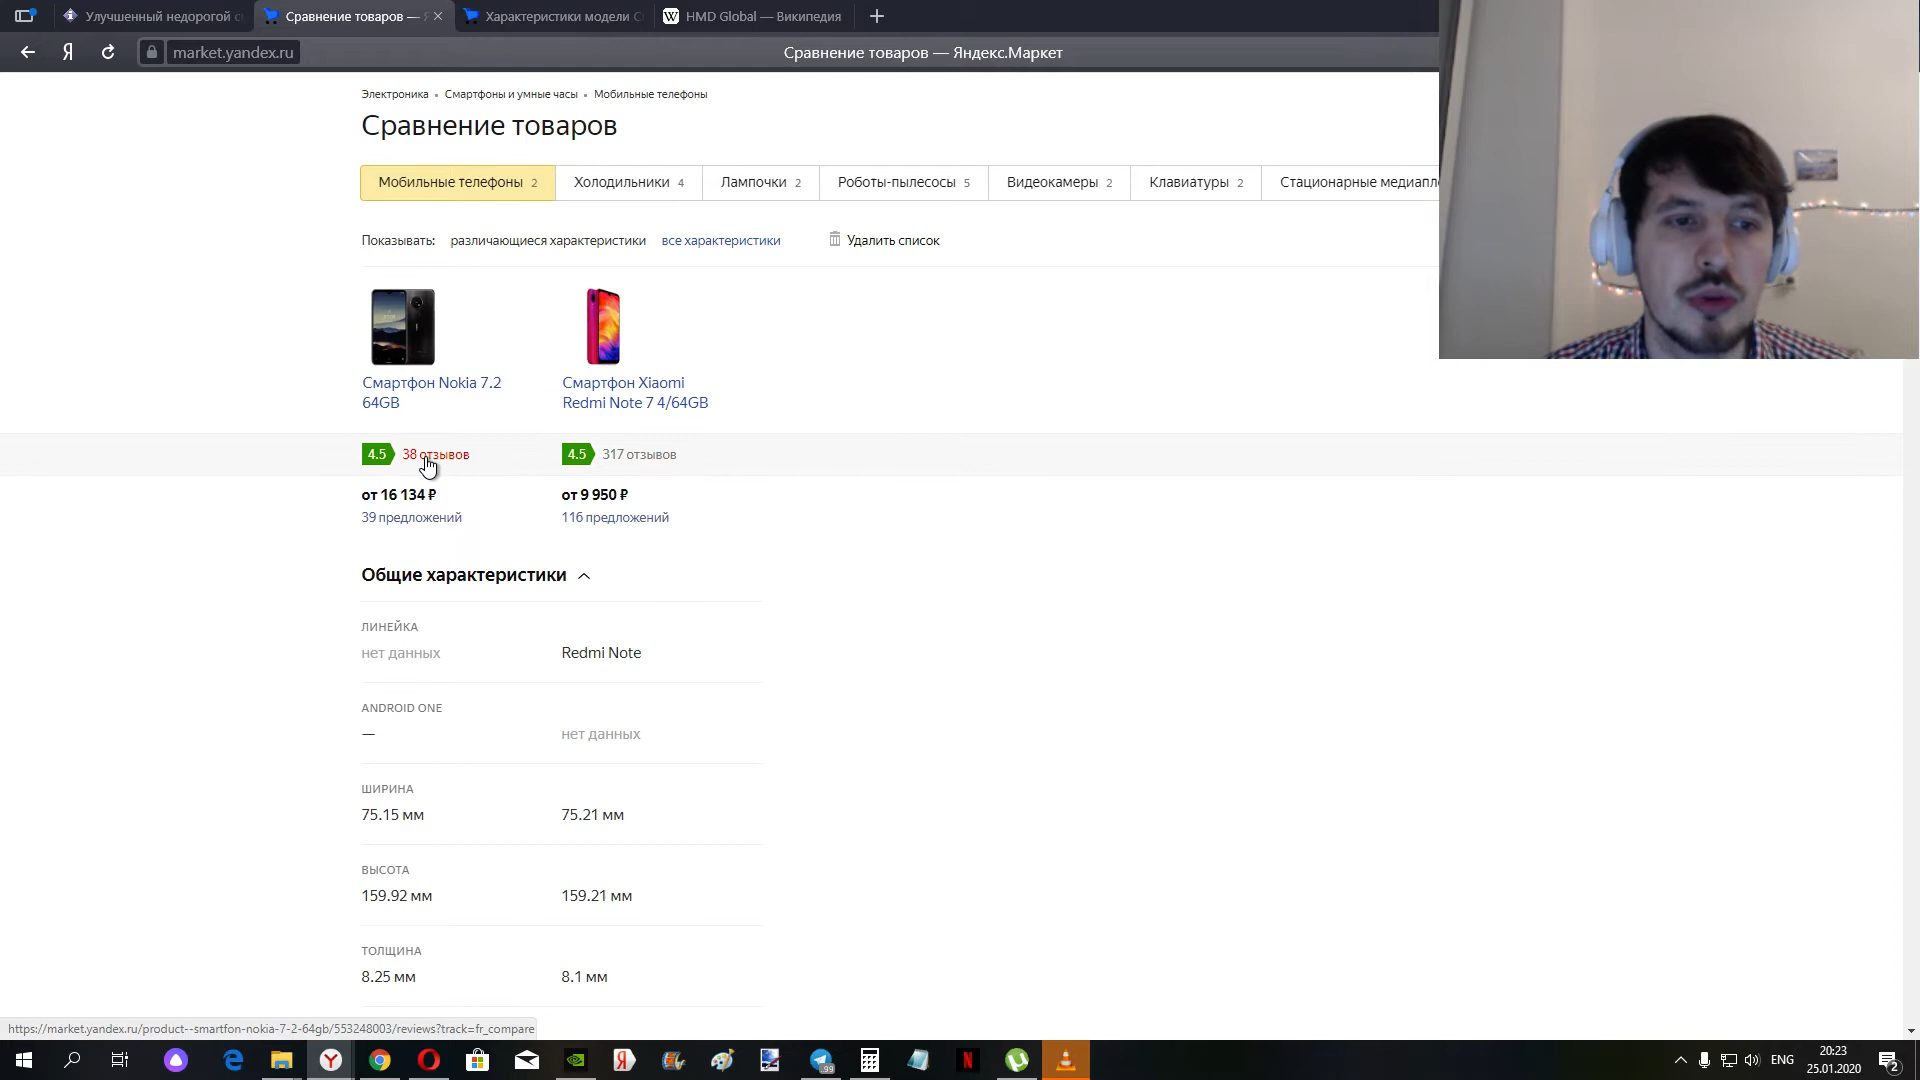 Улучшенный недорогой с
Сравнение товаров — Я
Характеристики модели С
W HMD Global — Википедия
Я
market.yandex.ru
Сравнение товаров — Яндекс.Маркет
Электроника • Смартфоны и умные часы • Мобильные телефоны
Сравнение товаров
Мобильные телефоны 2
Холодильники 4
Лампочки 2
Роботы-пылесосы 5
Видеокамеры 2
Клавиатуры 2
Стационарные медиапл
Показывать: различающиеся характеристики все характеристики Удалить список
Смартфон Nokia 7.2
64GB
Смартфон Xiaomi
Redmi Note 7 4/64GB
4.5 38 отзывов
4.5 317 отзывов
от 16 134 ₽
от 9 950 ₽
39 предложений
116 предложений
Общие характеристики
ЛИНЕЙКА
нет данных Redmi Note
ANDROID ONE
— нет данных
ШИРИНА
75.15 мм 75.21 мм
ВЫСОТА
159.92 мм 159.21 мм
ТОЛЩИНА
8.25 мм 8.1 мм
https://market.yandex.ru/product--smartfon-nokia-7-2-64gb/553248003/reviews?track=fr_compare
99
ENG
20:23
25.01.2020
2